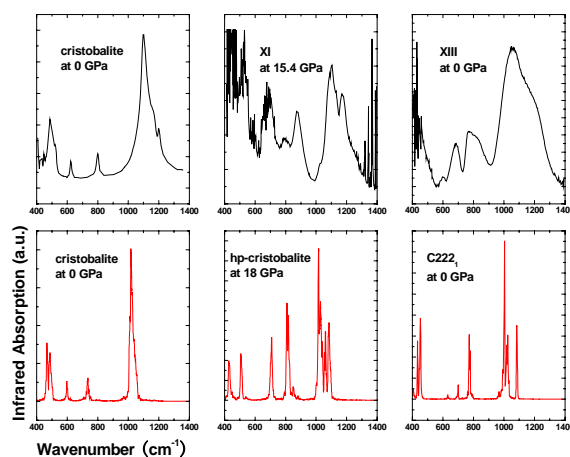 cristobalite
at 0 GPa
XI
at 15.4 GPa
XIII
at 0 GPa
400 600 800 1000 1200 1400
400 600 800 1000 1200 1400
400 600 800 1000 1200 1400
Infrared Absorption (a.u.)
cristobalite
at 0 GPa
hp-cristobalite
at 18 GPa
C222₁
at 0 GPa
400 600 800 1000 1200 1400
400 600 800 1000 1200 1400
400 600 800 1000 1200 140
Wavenumber (cm⁻¹)